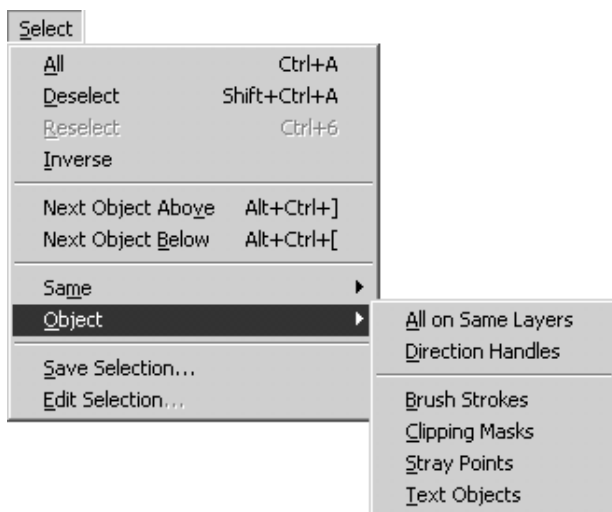 Select
All Ctrl+A
Deselect Shift+Ctrl+A
Reselect Ctrl+6
Inverse
Next Object Above Alt+Ctrl+]
Next Object Below Alt+Ctrl+[
Same
Object
Save Selection...
Edit Selection...
All on Same Layers
Direction Handles
Brush Strokes
Clipping Masks
Stray Points
Text Objects